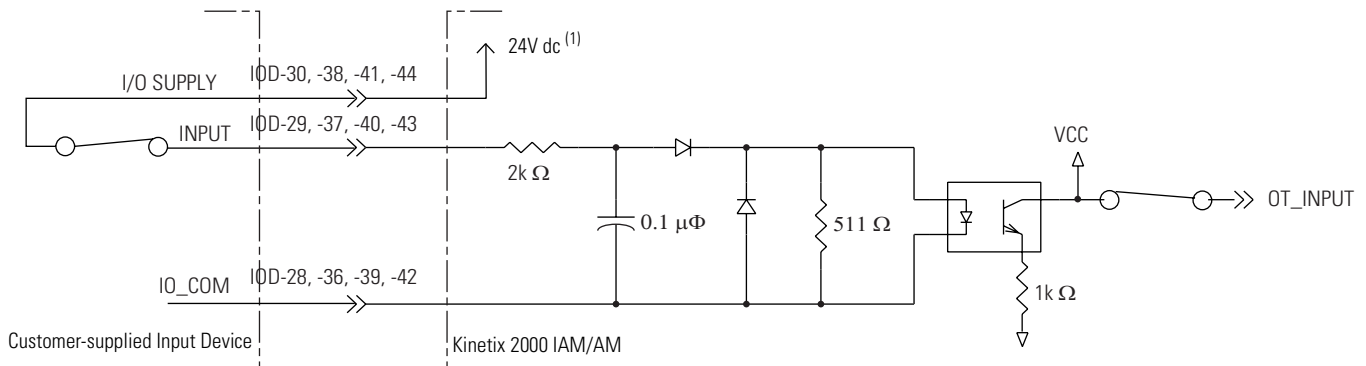 24V dc (1)
I/O SUPPLY
IOD-30, -38, -41, -44
INPUT
IOD-29, -37, -40, -43
VCC
2k Ω
OT_INPUT
0.1 μΦ
511 Ω
IO_COM
IOD-28, -36, -39, -42
1k Ω
Customer-supplied Input Device
Kinetix 2000 IAM/AM